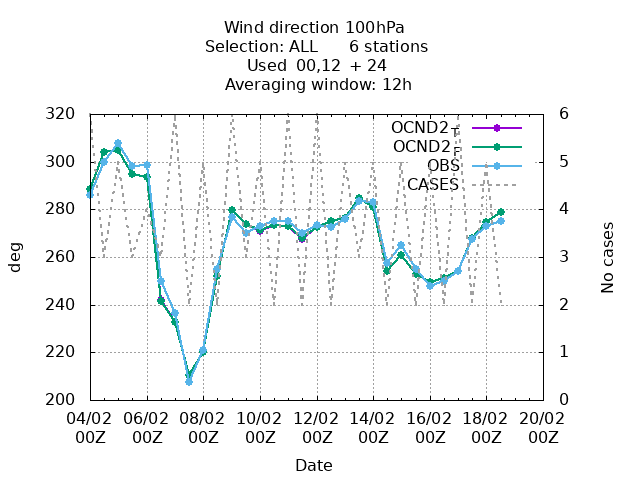 Wind direction 100hPa
Selection: ALL 6 stations
Used 00,12 + 24
Averaging window: 12h
320
300
280
260
240
220
200
deg
6
5
4
3
2
1
0
No cases
OCND2_
OCND2_
OBS
CASES
04/02 06/02 08/02 10/02 12/02 14/02 16/02 18/02 20/02
00Z 00Z 00Z 00Z 00Z 00Z 00Z 00Z 00Z
Date